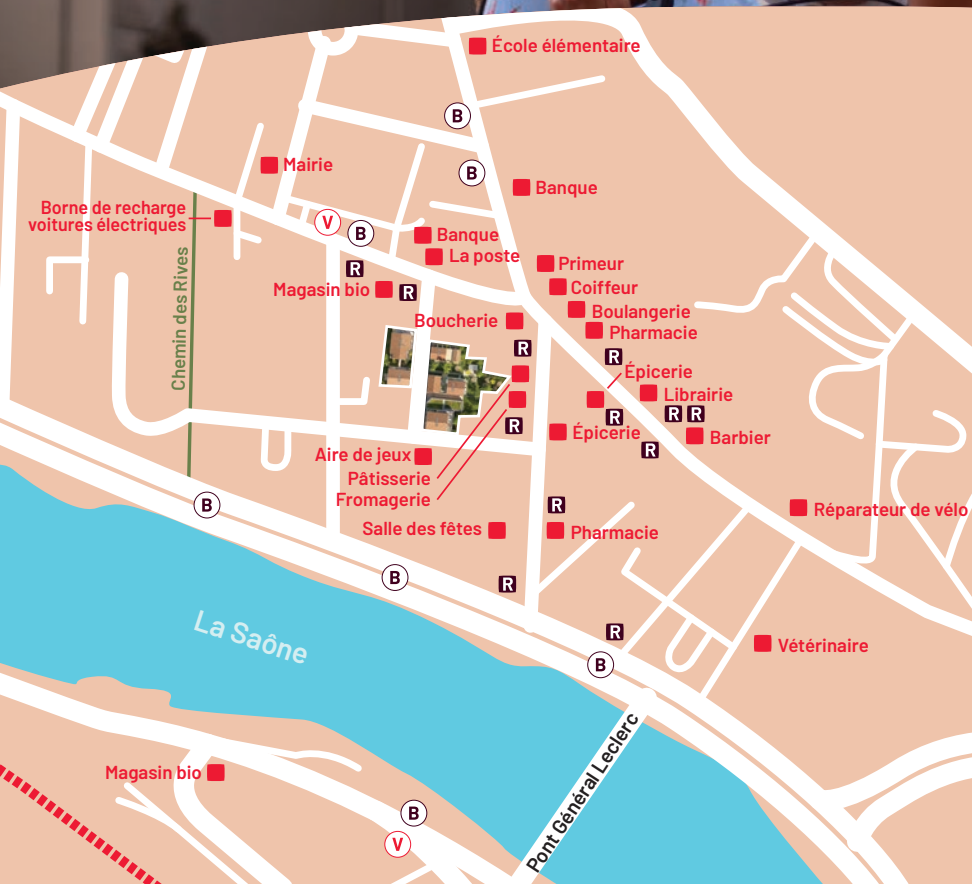 École élémentaire
B
B
Mairie
Banque
Borne de recharge
voitures électriques
V
B
Banque
La poste
Primeur
R
Coiffeur
Magasin bio
R
Boulangerie
Boucherie
Pharmacie
Chemin des Rives
R
R
Épicerie
Librairie
R
R
R
R
Épicerie
Barbier
R
Aire de jeux
Pâtisserie
Fromagerie
B
R
Réparateur de vélo
Salle des fêtes
Pharmacie
B
R
La Saône
R
Vétérinaire
B
Pont Général Leclerc
Magasin bio
B
V